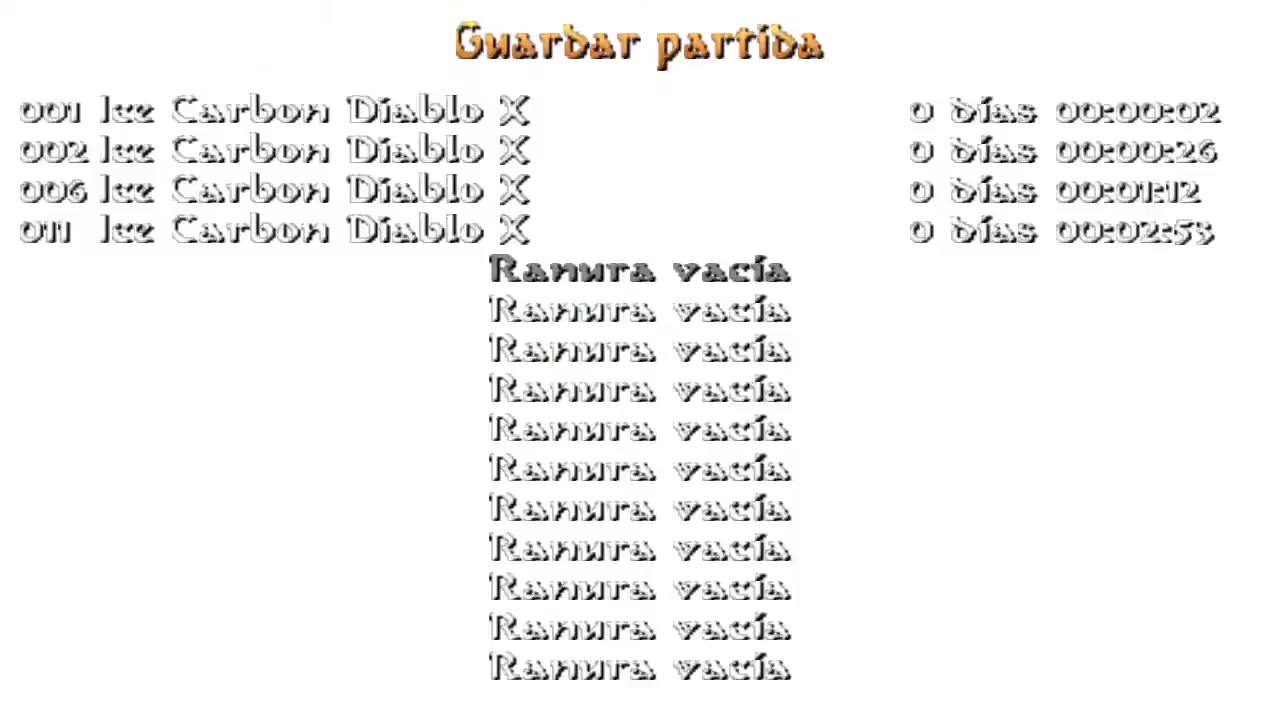 Guardar partida
001 Ice Carbon Diablo X 0 días 00:00:02
002 Ice Carbon Diablo X 0 días 00:00:26
006 Ice Carbon Diablo X 0 días 00:01:12
011 Ice Carbon Diablo X 0 días 00:02:53
Ranura vacía
Ranura vacía
Ranura vacía
Ranura vacía
Ranura vacía
Ranura vacía
Ranura vacía
Ranura vacía
Ranura vacía
Ranura vacía
Ranura vacía